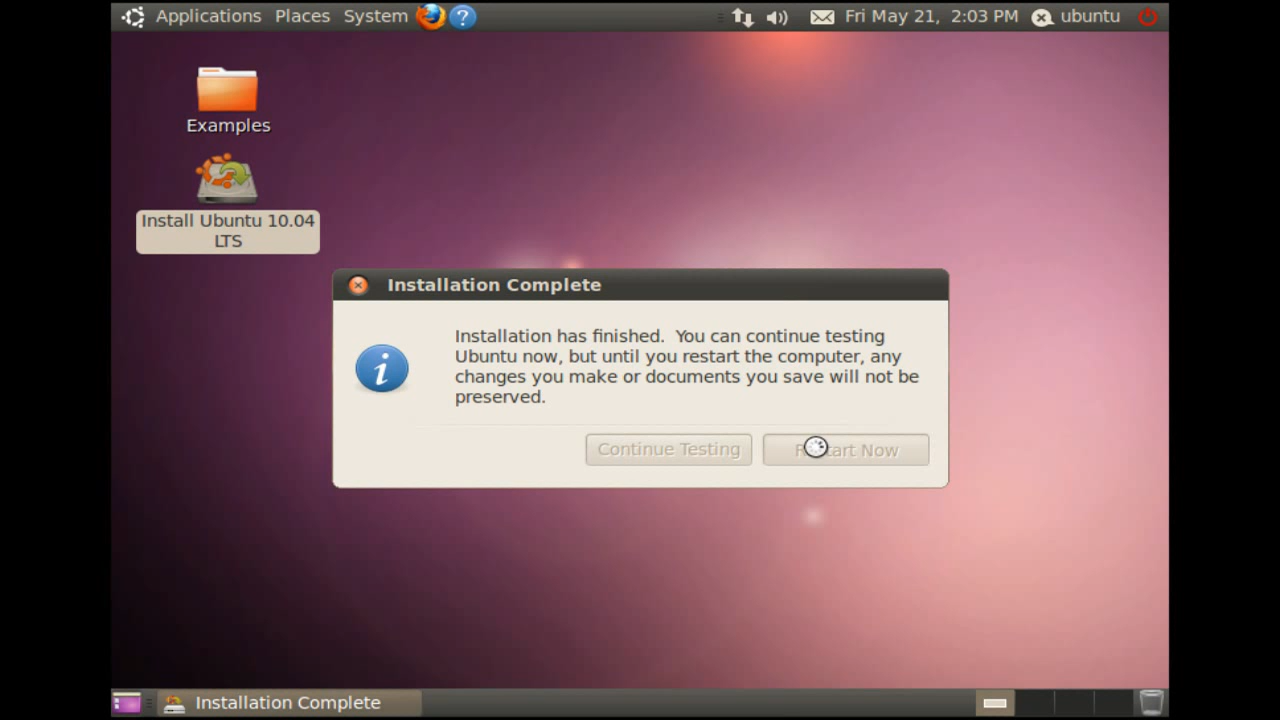 Applications Places System ? Fri May 21, 2:03 PM ubuntu
Examples
Install Ubuntu 10.04
LTS
Installation Complete
i
Installation has finished. You can continue testing
Ubuntu now, but until you restart the computer, any
changes you make or documents you save will not be
preserved.
Continue Testing Restart Now
Installation Complete